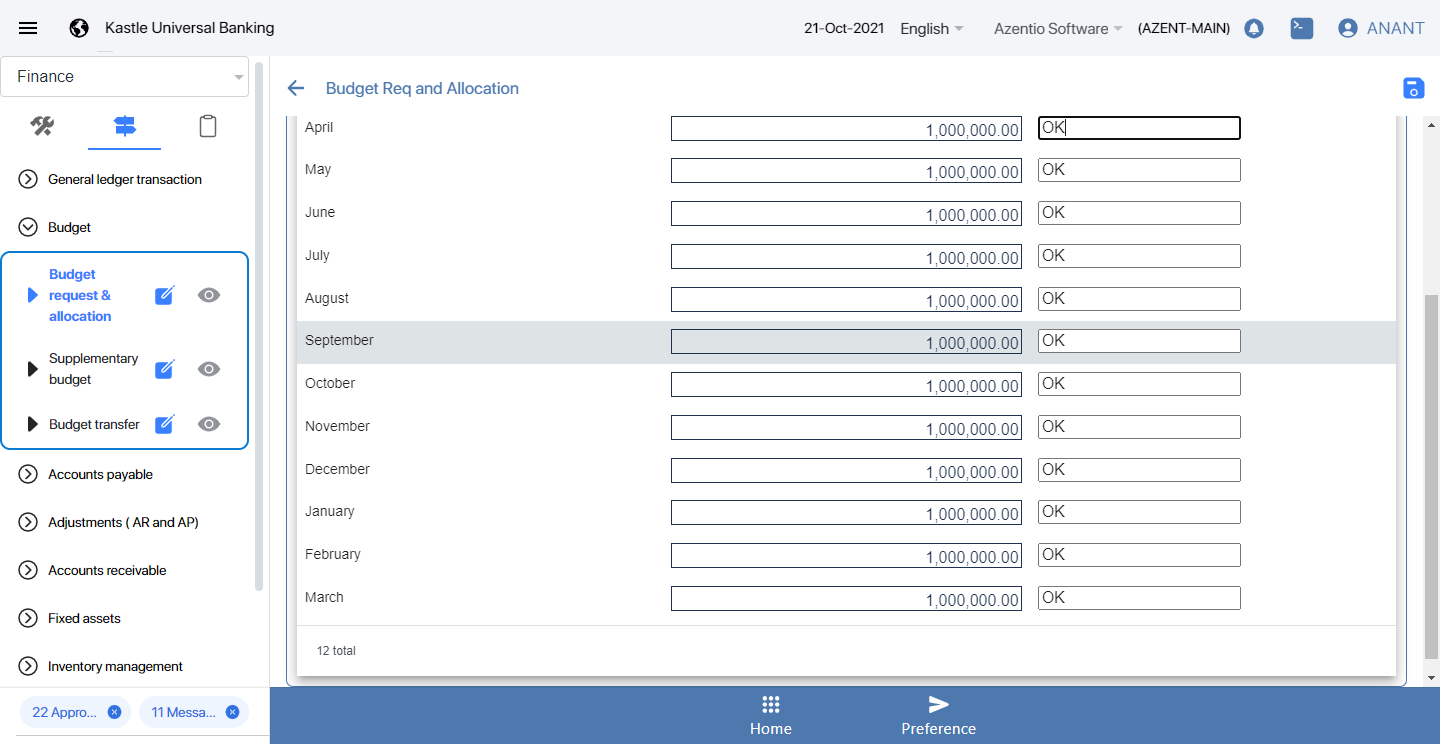 Kastle Universal Banking
21-Oct-2021 English Azentio Software (AZENT-MAIN) ANANT
Finance
General ledger transaction
Budget
Budget
request &
allocation
Supplementary
budget
Budget transfer
Accounts payable
Adjustments ( AR and AP)
Accounts receivable
Fixed assets
Inventory management
22 Appro...
11 Messa...
Budget Req and Allocation
April 1,000,000.00 OK
May 1,000,000.00 OK
June 1,000,000.00 OK
July 1,000,000.00 OK
August 1,000,000.00 OK
September 1,000,000.00 OK
October 1,000,000.00 OK
November 1,000,000.00 OK
December 1,000,000.00 OK
January 1,000,000.00 OK
February 1,000,000.00 OK
March 1,000,000.00 OK
12 total
Home
Preference